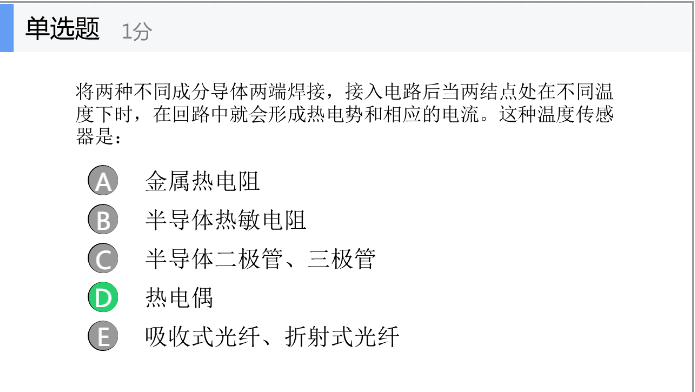 单选题 1分
将两种不同成分导体两端焊接，接入电路后当两结点处在不同温
度下时，在回路中就会形成热电势和相应的电流。这种温度传感
器是：
A 金属热电阻
B 半导体热敏电阻
C 半导体二极管、三极管
D 热电偶
E 吸收式光纤、折射式光纤